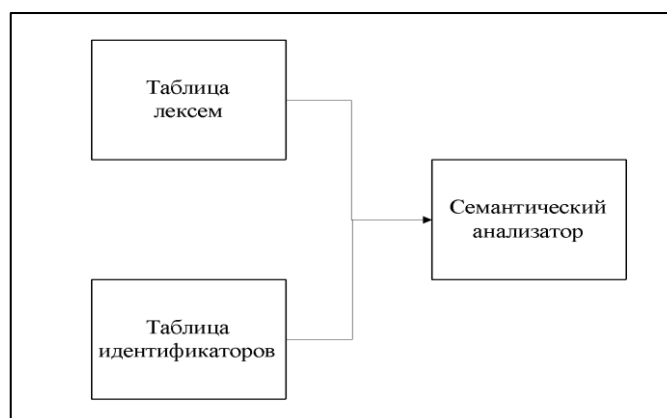 Таблица
лексем
Семантический
анализатор
Таблица
идентификаторов